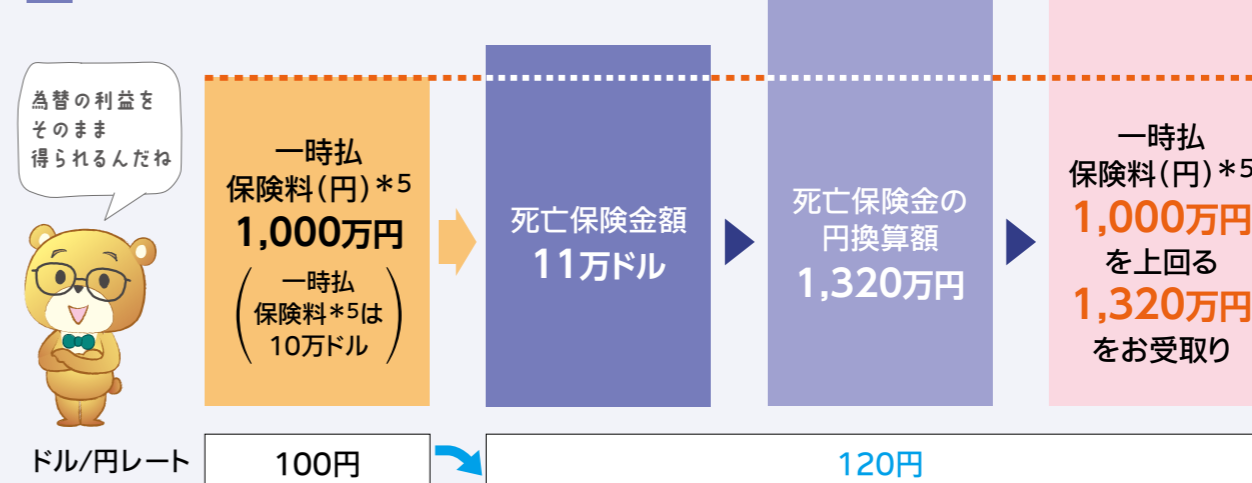 為替の利益を
そのまま
得られるんだね
一時払
保険料(円)*5
1,000万円
一時払
保険料*5は
10万ドル
死亡保険金額
11万ドル
死亡保険金の
円換算額
1,320万円
一時払
保険料(円)*5
1,000万円
を上回る
1,320万円
をお受取り
ドル/円レート
100円
120円